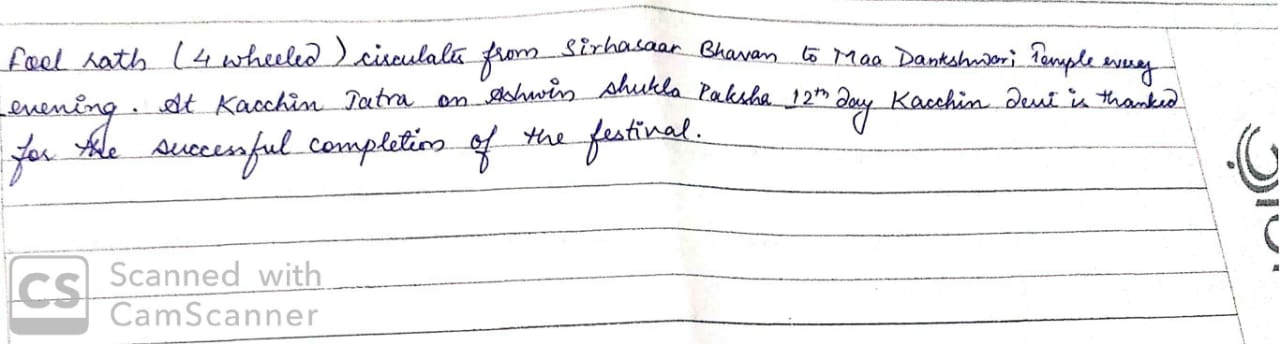 Fool rath (4 wheeled) circulates from Sirhasaar Bhavan to Maa Danteshwari Temple every
evening. At Kacchin Jatra on Ashwin Shukla Paksha 12th day Kacchin Devi is thanked
for the successful completion of the festival.
CS Scanned with
CamScanner